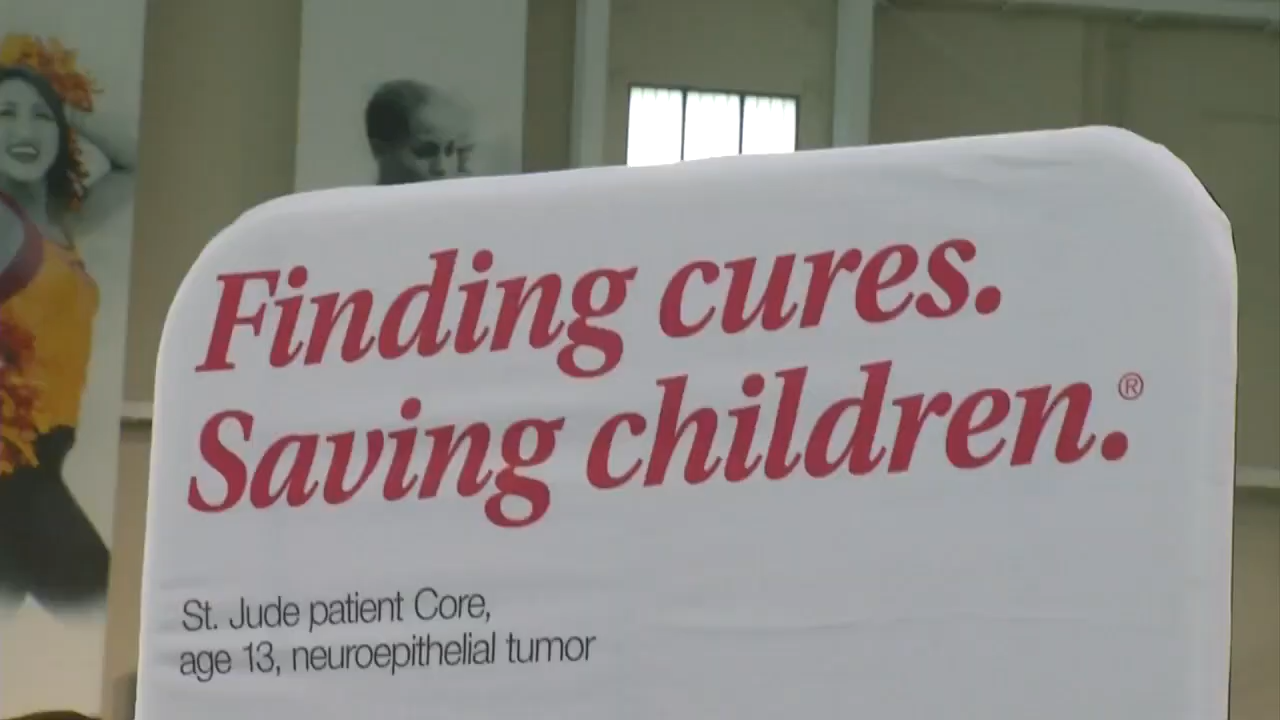 Finding cures.
Saving children.®
St. Jude patient Core,
age 13, neuroepithelial tumor